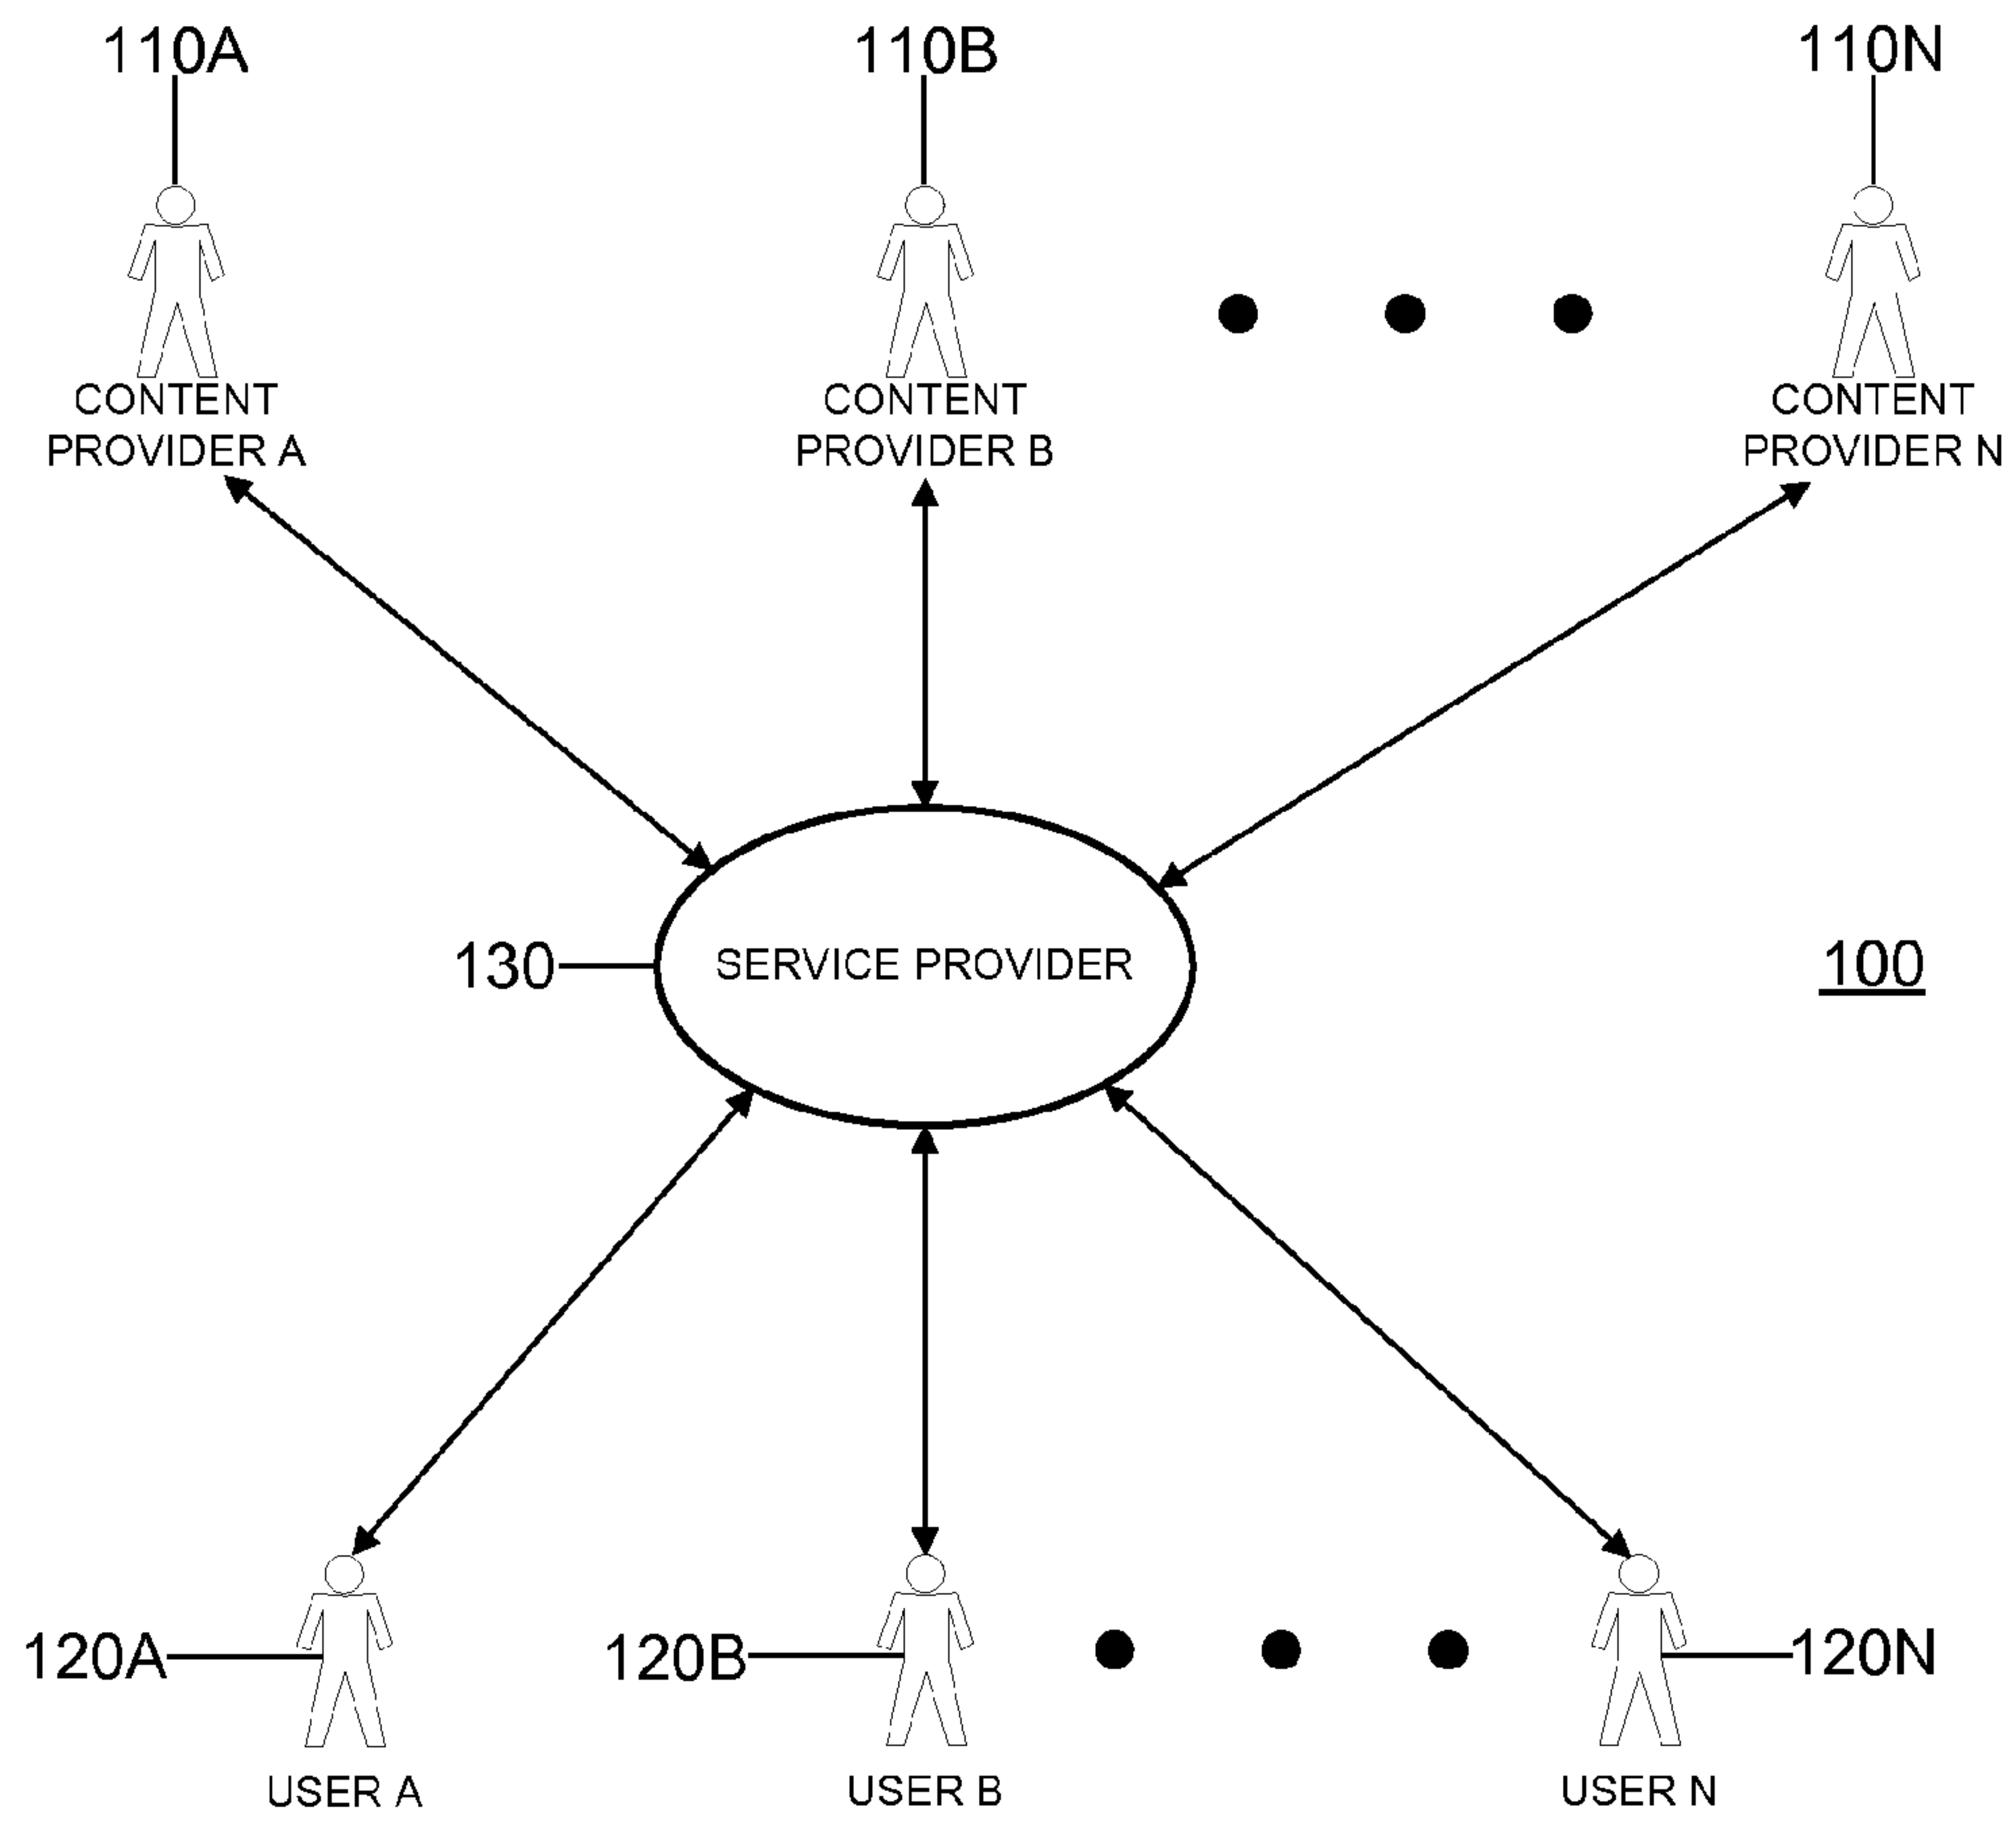 110A
110B
110N
CONTENT
PROVIDER A
CONTENT
PROVIDER B
CONTENT
PROVIDER N
130
SERVICE PROVIDER
100
120A
120B
120N
USER A
USER B
USER N